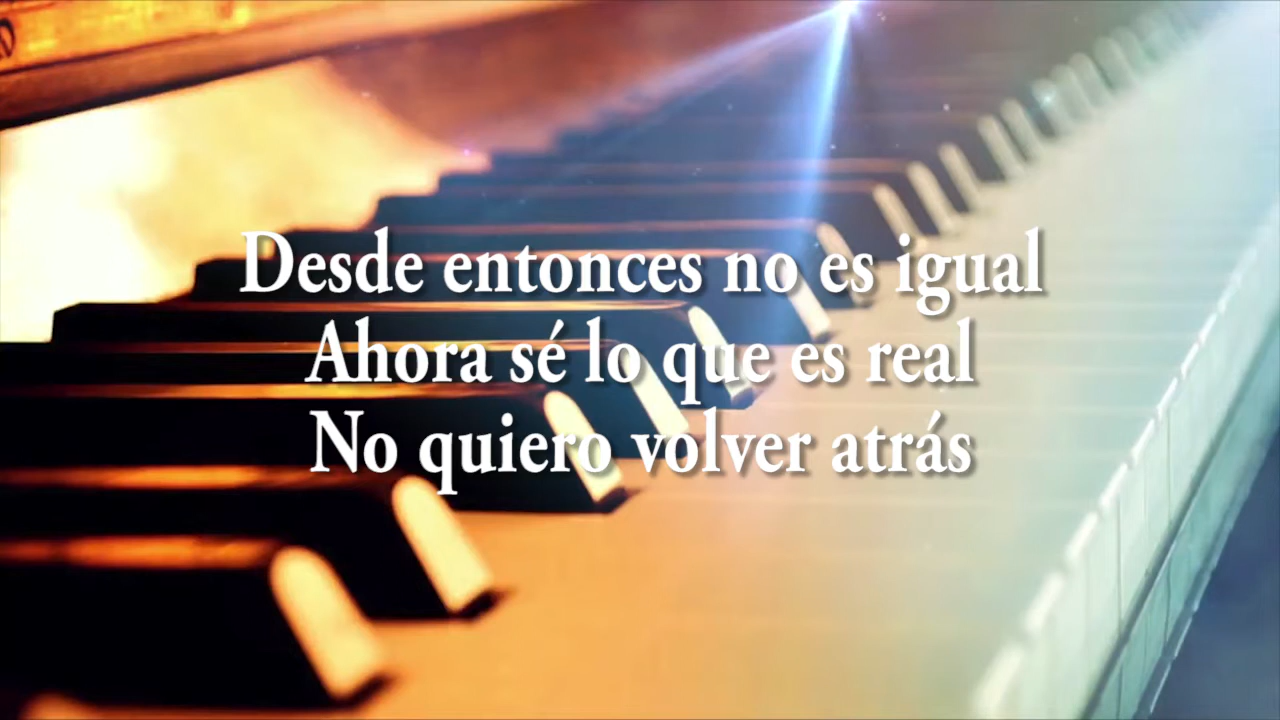 Desde entonces no es igual
Ahora sé lo que es real
No quiero volver atrás